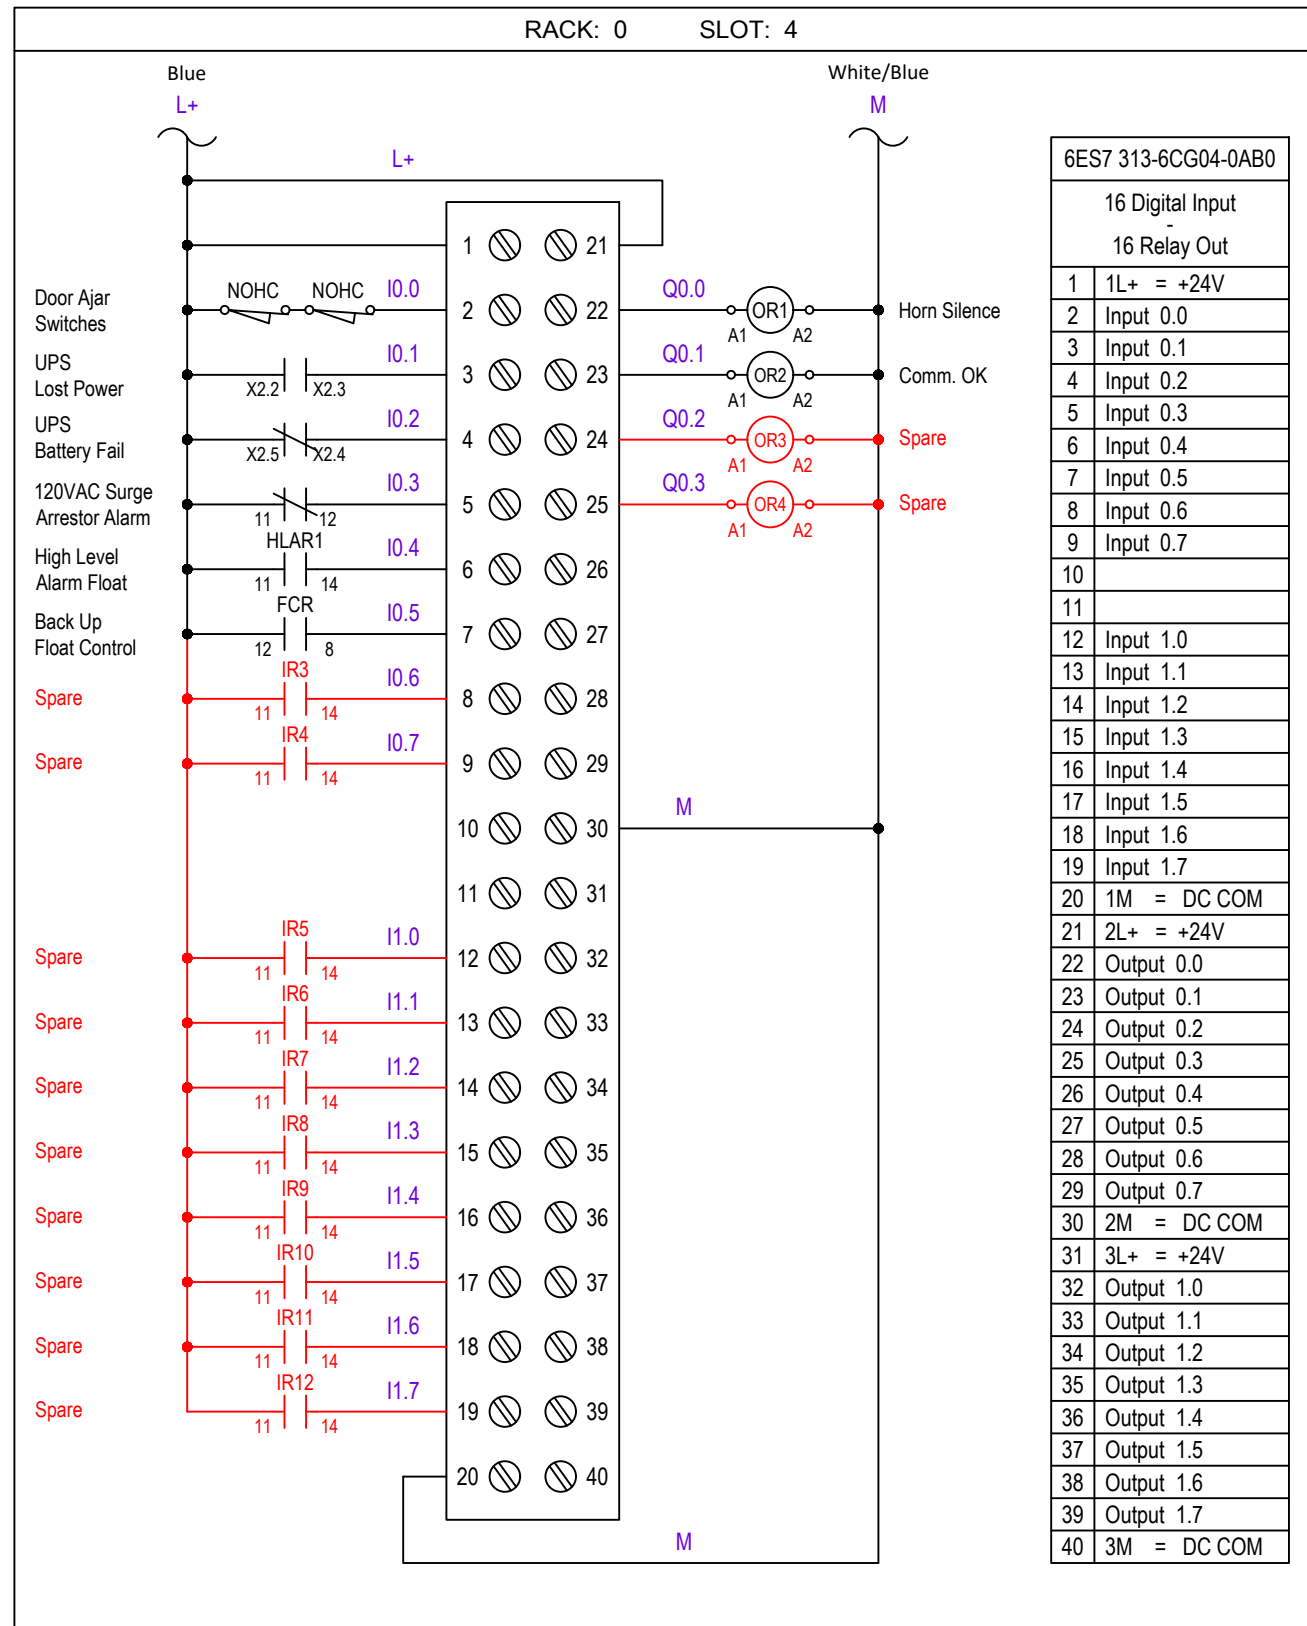 RACK: 0 SLOT: 4
Blue
L+
White/Blue
M
L+
1 21
Door Ajar
Switches
NOHC NOHC I0.0
2 22
Q0.0
OR1
A1 A2
Horn Silence
UPS
Lost Power
X2.2 X2.3
I0.1
3 23
Q0.1
OR2
A1 A2
Comm. OK
UPS
Battery Fail
X2.5 X2.4
I0.2
4 24
Q0.2
OR3
A1 A2
Spare
120VAC Surge
Arrestor Alarm
11 12
I0.3
5 25
Q0.3
OR4
A1 A2
Spare
High Level
Alarm Float
HLAR1
11 14
I0.4
6 26
Back Up
Float Control
FCR
12 8
I0.5
7 27
Spare
IR3
11 14
I0.6
8 28
Spare
IR4
11 14
I0.7
9 29
10 30
M
11 31
Spare
IR5
11 14
I1.0
12 32
Spare
IR6
11 14
I1.1
13 33
Spare
IR7
11 14
I1.2
14 34
Spare
IR8
11 14
I1.3
15 35
Spare
IR9
11 14
I1.4
16 36
Spare
IR10
11 14
I1.5
17 37
Spare
IR11
11 14
I1.6
18 38
Spare
IR12
11 14
I1.7
19 39
20 40
M
6ES7 313-6CG04-0AB0
16 Digital Input
-
16 Relay Out
1 1L+ = +24V
2 Input 0.0
3 Input 0.1
4 Input 0.2
5 Input 0.3
6 Input 0.4
7 Input 0.5
8 Input 0.6
9 Input 0.7
10
11
12 Input 1.0
13 Input 1.1
14 Input 1.2
15 Input 1.3
16 Input 1.4
17 Input 1.5
18 Input 1.6
19 Input 1.7
20 1M = DC COM
21 2L+ = +24V
22 Output 0.0
23 Output 0.1
24 Output 0.2
25 Output 0.3
26 Output 0.4
27 Output 0.5
28 Output 0.6
29 Output 0.7
30 2M = DC COM
31 3L+ = +24V
32 Output 1.0
33 Output 1.1
34 Output 1.2
35 Output 1.3
36 Output 1.4
37 Output 1.5
38 Output 1.6
39 Output 1.7
40 3M = DC COM